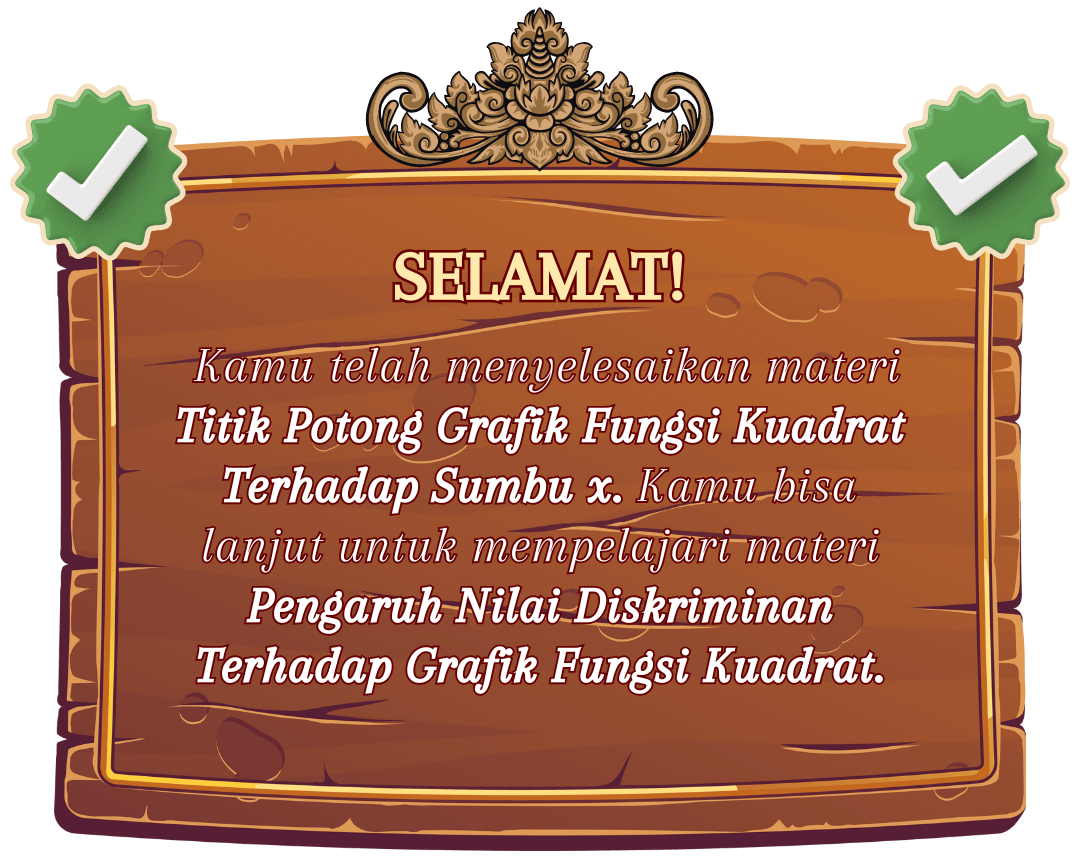 SELAMAT!
Kamu telah menyelesaikan materi
Titik Potong Grafik Fungsi Kuadrat
Terhadap Sumbu x. Kamu bisa
lanjut untuk mempelajari materi
Pengaruh Nilai Diskriminan
Terhadap Grafik Fungsi Kuadrat.